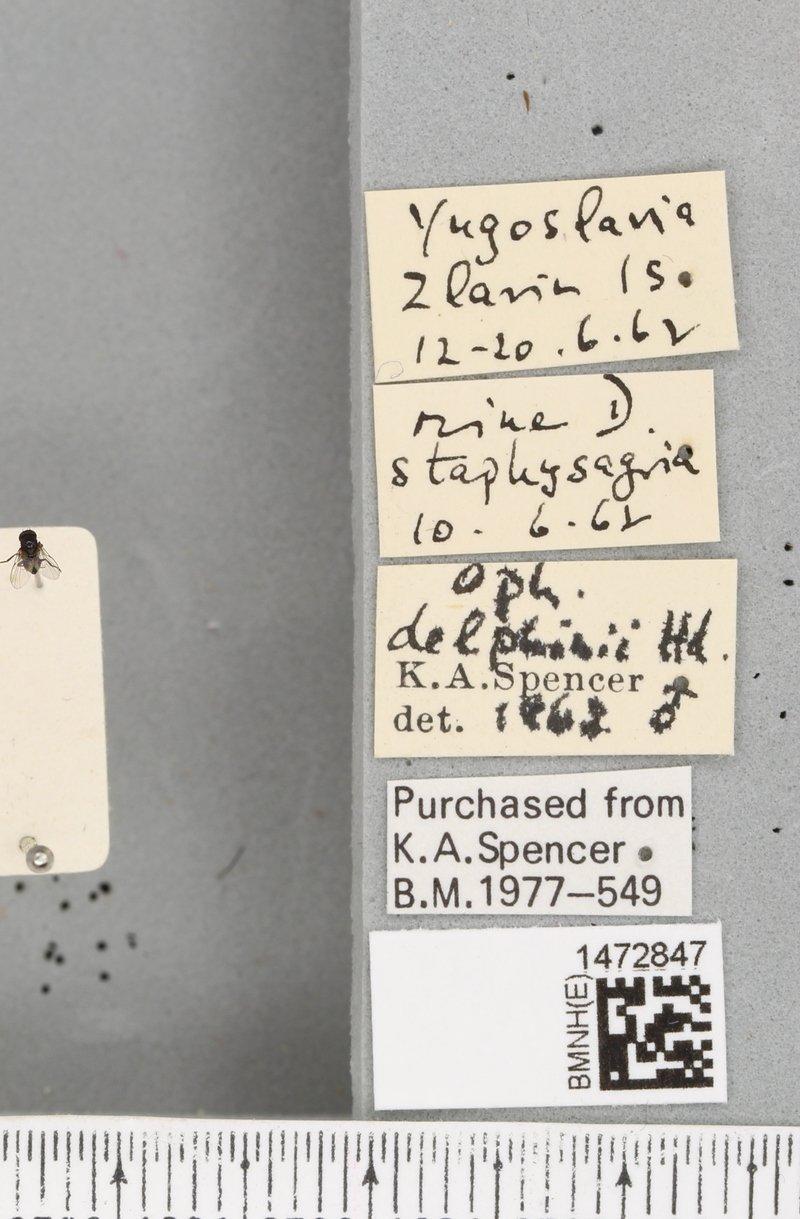 Yugoslavia
Zlarin Is.
12-20.6.62
mine D.
staphysagria
10. 6.62
Oph.
delphinii Hd.
K.A.Spencer
det. 1962 ♂
Purchased from
K.A.Spencer
B.M.1977–549
1472847
BMNH(E)